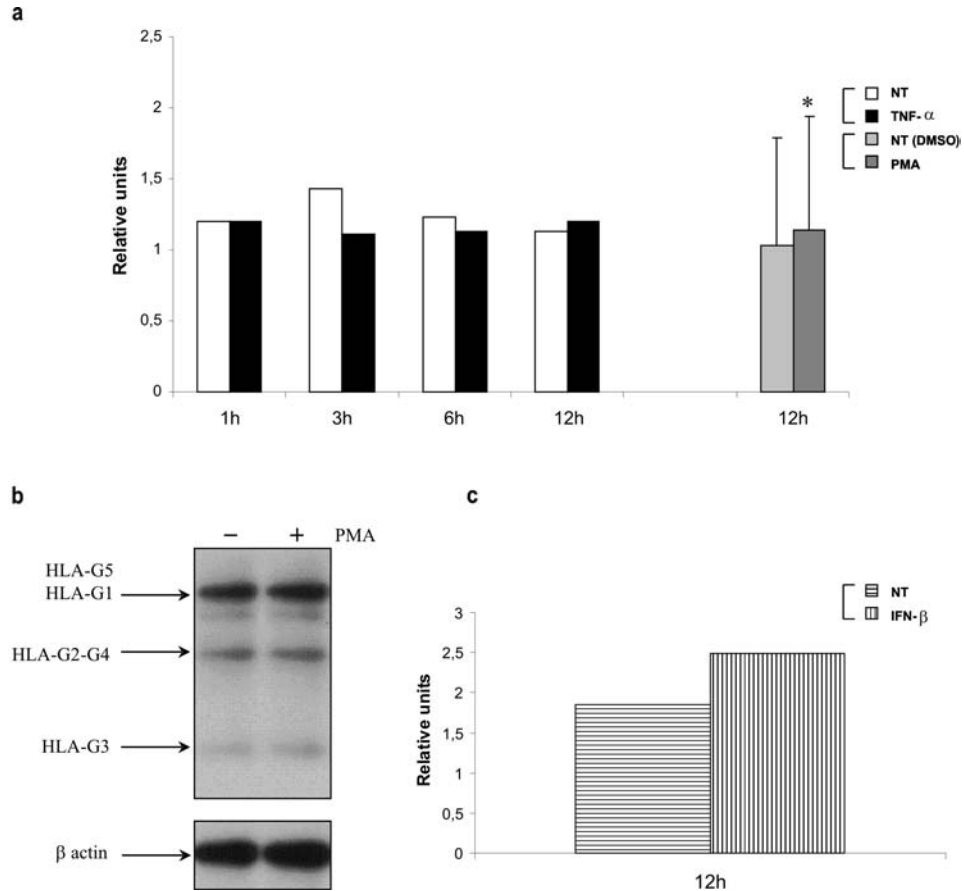 a
2,5
2
1,5
1
0,5
0
Relative units
1h 3h 6h 12h 12h
*
NT
TNF-α
NT (DMSO)
PMA
b
− + PMA
HLA-G5
HLA-G1
HLA-G2-G4
HLA-G3
β actin
c
NT
IFN-β
3
2,5
2
1,5
1
0,5
0
Relative units
12h